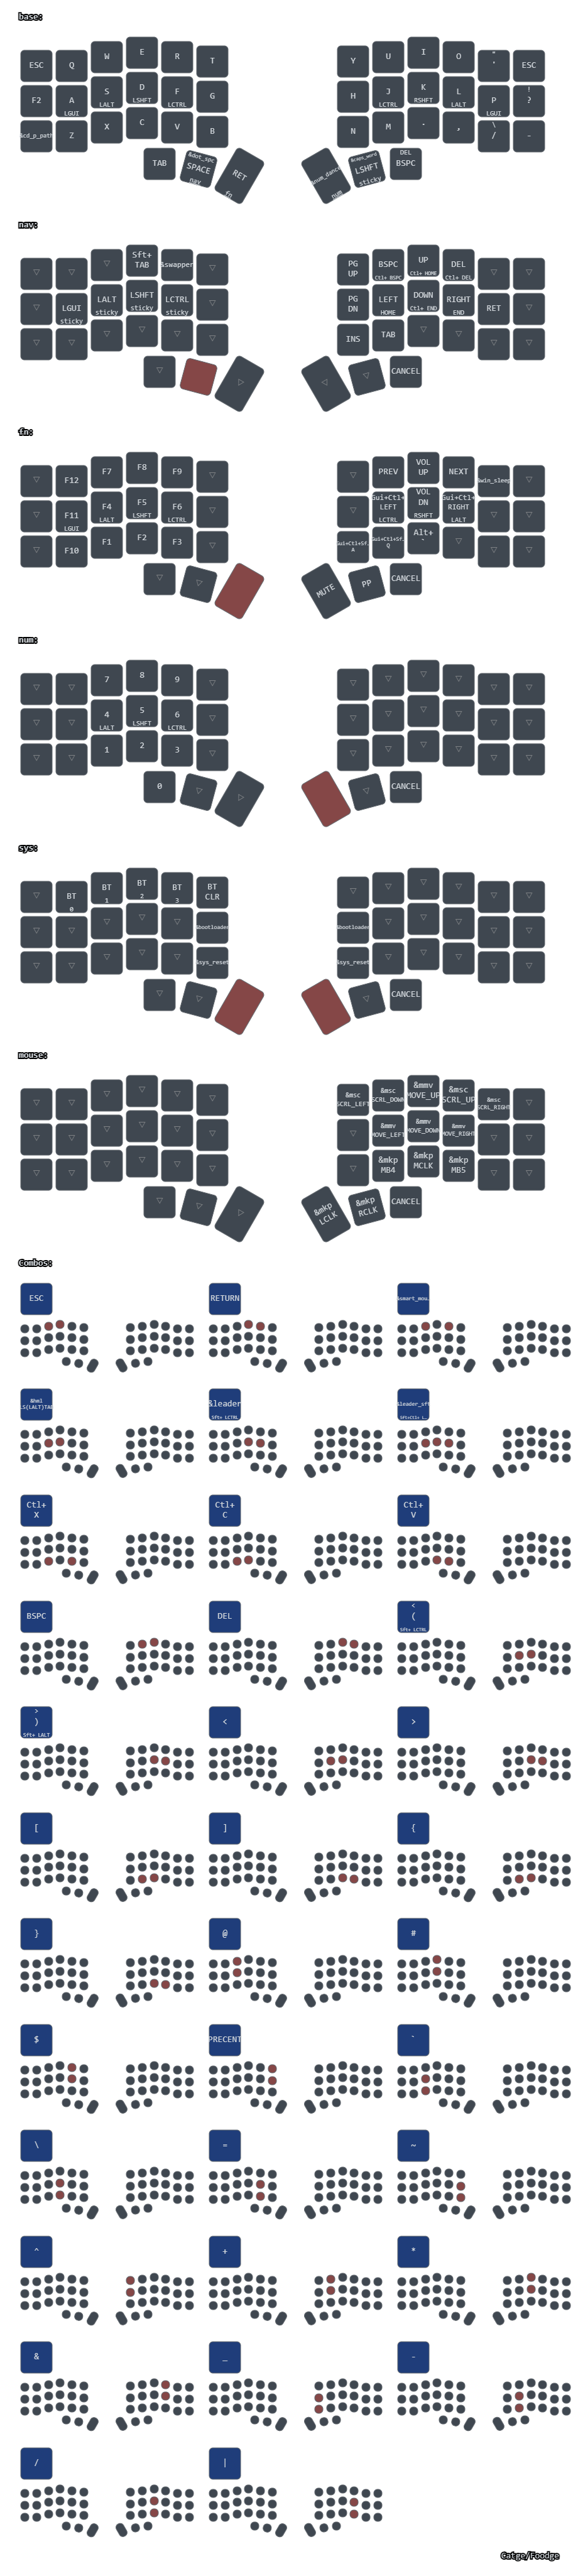 base:
ESC Q W E R T Y U I O " ' ESC
F2 A LGUI S LALT D LSHFT F LCTRL G H J LCTRL K RSHFT L LALT P LGUI ! ?
&cd_p_path Z X C V B N M . , \ / -
TAB &dot_spc SPACE nav RET fn &num_dance num &caps_word LSHFT sticky DEL BSPC
nav:
▽ ▽ ▽ Sft+ TAB &swapper ▽ PG UP BSPC Ctl+ BSPC UP Ctl+ HOME DEL Ctl+ DEL ▽ ▽
▽ LGUI sticky LALT sticky LSHFT sticky LCTRL sticky ▽ PG DN LEFT HOME DOWN Ctl+ END RIGHT END RET ▽
▽ ▽ ▽ ▽ ▽ ▽ INS TAB ▽ ▽ ▽ ▽
▽ ▽ ▽ ▽ CANCEL
fn:
▽ F12 F7 F8 F9 ▽ ▽ PREV VOL UP NEXT &win_sleep ▽
▽ F11 LGUI F4 LALT F5 LSHFT F6 LCTRL ▽ ▽ Gui+Ctl+ LEFT LCTRL VOL DN RSHFT Gui+Ctl+ RIGHT LALT ▽ ▽
▽ F10 F1 F2 F3 ▽ Gui+Ctl+Sf… A Gui+Ctl+Sf… Q Alt+ ▽ ▽ ▽
▽ ▽ MUTE PP CANCEL
num:
▽ ▽ 7 8 9 ▽ ▽ ▽ ▽ ▽ ▽ ▽
▽ ▽ 4 LALT 5 LSHFT 6 LCTRL ▽ ▽ ▽ ▽ ▽ ▽ ▽
▽ ▽ 1 2 3 ▽ ▽ ▽ ▽ ▽ ▽ ▽
0 ▽ ▽ ▽ CANCEL
sys:
▽ BT 0 BT 1 BT 2 BT 3 BT CLR ▽ ▽ ▽ ▽ ▽ ▽
▽ ▽ ▽ ▽ ▽ &bootloader &bootloader ▽ ▽ ▽ ▽ ▽
▽ ▽ ▽ ▽ ▽ &sys_reset &sys_reset ▽ ▽ ▽ ▽ ▽
▽ ▽ ▽ CANCEL
mouse:
▽ ▽ ▽ ▽ ▽ ▽ &msc SCRL_LEFT &msc SCRL_DOWN &mmv MOVE_UP &msc SCRL_UP &msc SCRL_RIGHT ▽
▽ ▽ ▽ ▽ ▽ ▽ ▽ &mmv MOVE_LEFT &mmv MOVE_DOWN &mmv MOVE_RIGHT ▽ ▽
▽ ▽ ▽ ▽ ▽ ▽ ▽ &mkp MB4 &mkp MCLK &mkp MB5 ▽ ▽
▽ ▽ ▽ &mkp LCLK &mkp RCLK CANCEL
Combos:
ESC RETURN &smart_mou…
&hml LS(LALT)TAB &leader Sft+ LCTRL &leader_sft Sft+Ctl+ L…
Ctl+ X Ctl+ C Ctl+ V
BSPC DEL < ( Sft+ LCTRL
> ) Sft+ LALT < >
[ ] {
} @ #
$ PRECENT `
\ = ~
^ + *
& _ -
/ |
Catge/Foodge